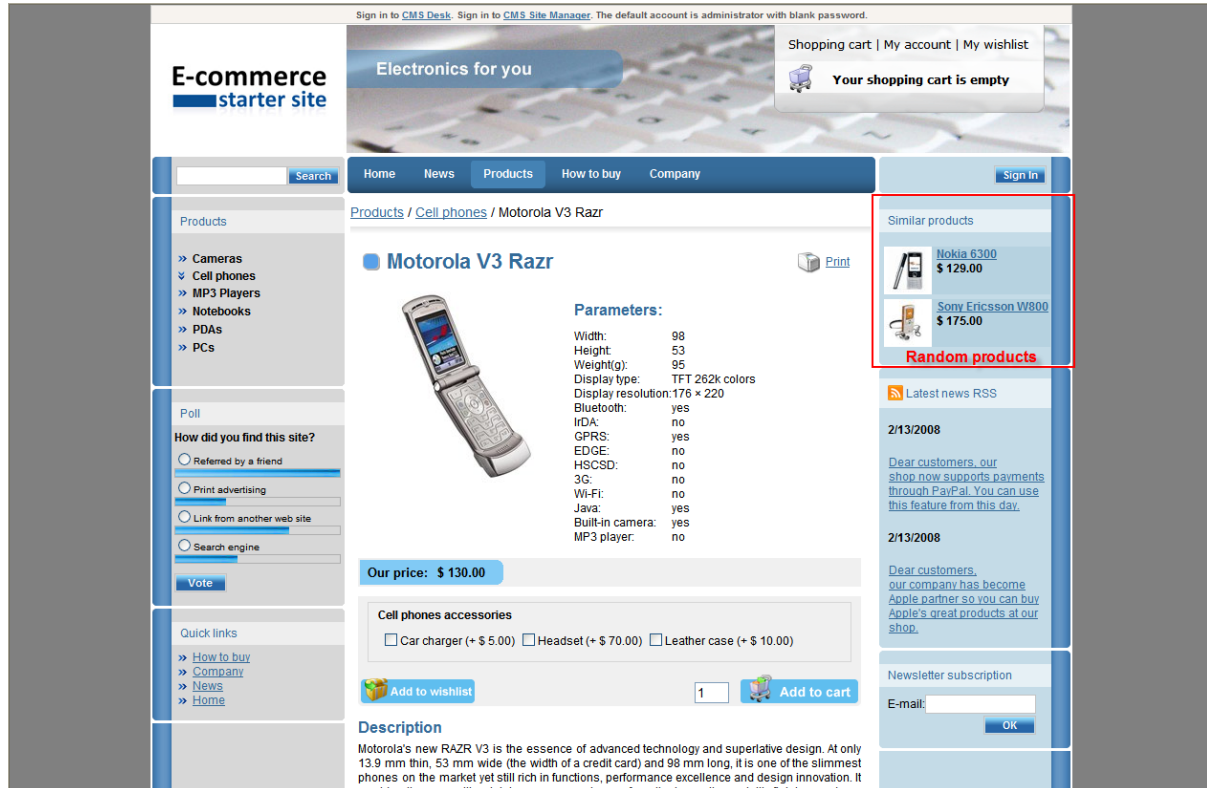 Sign in to CMS Desk. Sign in to CMS Site Manager. The default account is administrator with blank password.
E-commerce
starter site
Electronics for you
Shopping cart | My account | My wishlist
Your shopping cart is empty
Search
Home News Products How to buy Company
Sign In
Products
» Cameras
Cell phones
» MP3 Players
» Notebooks
» PDAs
» PCs
Poll
How did you find this site?
Referred by a friend
Print advertising
Link from another web site
Search engine
Vote
Quick links
» How to buy
» Company
» News
» Home
Products / Cell phones / Motorola V3 Razr
Motorola V3 Razr
Print
Parameters:
Width: 98
Height: 53
Weight(g): 95
Display type: TFT 262k colors
Display resolution: 176 × 220
Bluetooth: yes
IrDA: no
GPRS: yes
EDGE: no
HSCSD: no
3G: no
Wi-Fi: no
Java: yes
Built-in camera: yes
MP3 player: no
Our price: $ 130.00
Cell phones accessories
Car charger (+ $ 5.00) Headset (+ $ 70.00) Leather case (+ $ 10.00)
Add to wishlist
1
Add to cart
Description
Motorola's new RAZR V3 is the essence of advanced technology and superlative design. At only
13.9 mm thin, 53 mm wide (the width of a credit card) and 98 mm long, it is one of the slimmest
phones on the market yet still rich in functions, performance excellence and design innovation. It
Similar products
Nokia 6300
$ 129.00
Sony Ericsson W800
$ 175.00
Random products
Latest news RSS
2/13/2008
Dear customers, our
shop now supports payments
through PayPal. You can use
this feature from this day.
2/13/2008
Dear customers,
our company has become
Apple partner so you can buy
Apple's great products at our
shop.
Newsletter subscription
E-mail:
OK